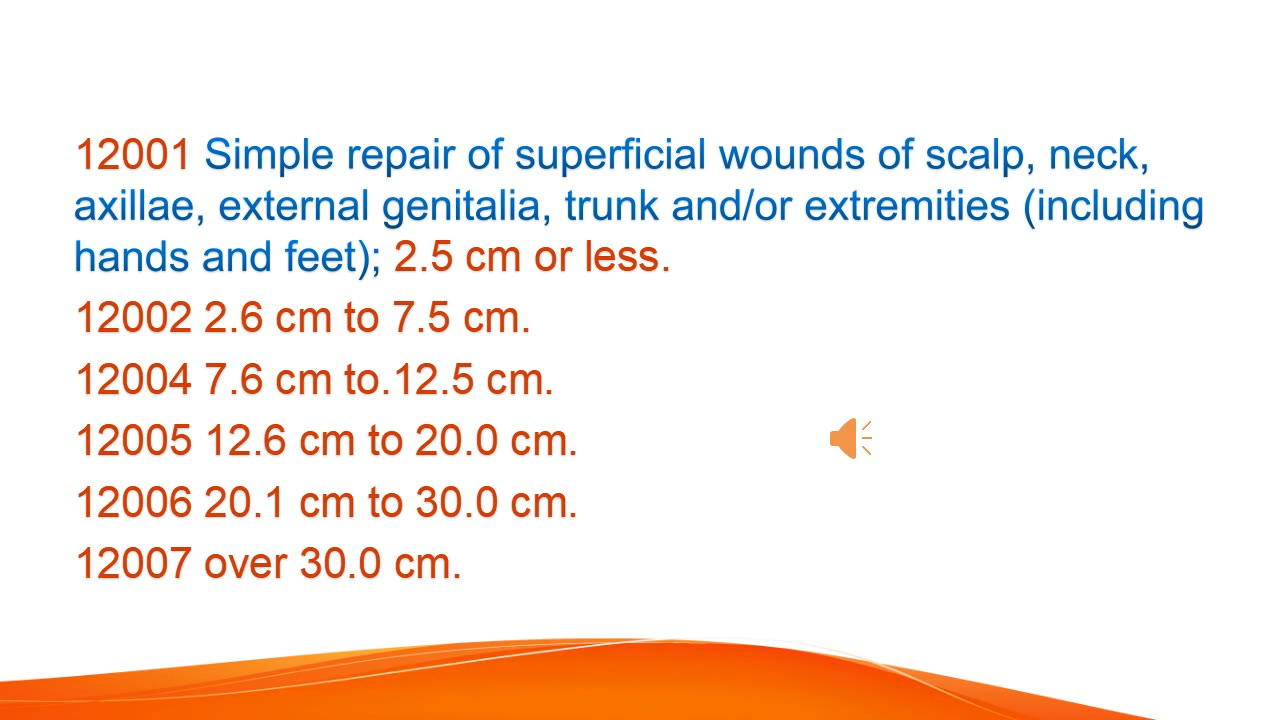 12001 Simple repair of superficial wounds of scalp, neck,
axillae, external genitalia, trunk and/or extremities (including
hands and feet); 2.5 cm or less.
12002 2.6 cm to 7.5 cm.
12004 7.6 cm to.12.5 cm.
12005 12.6 cm to 20.0 cm.
12006 20.1 cm to 30.0 cm.
12007 over 30.0 cm.